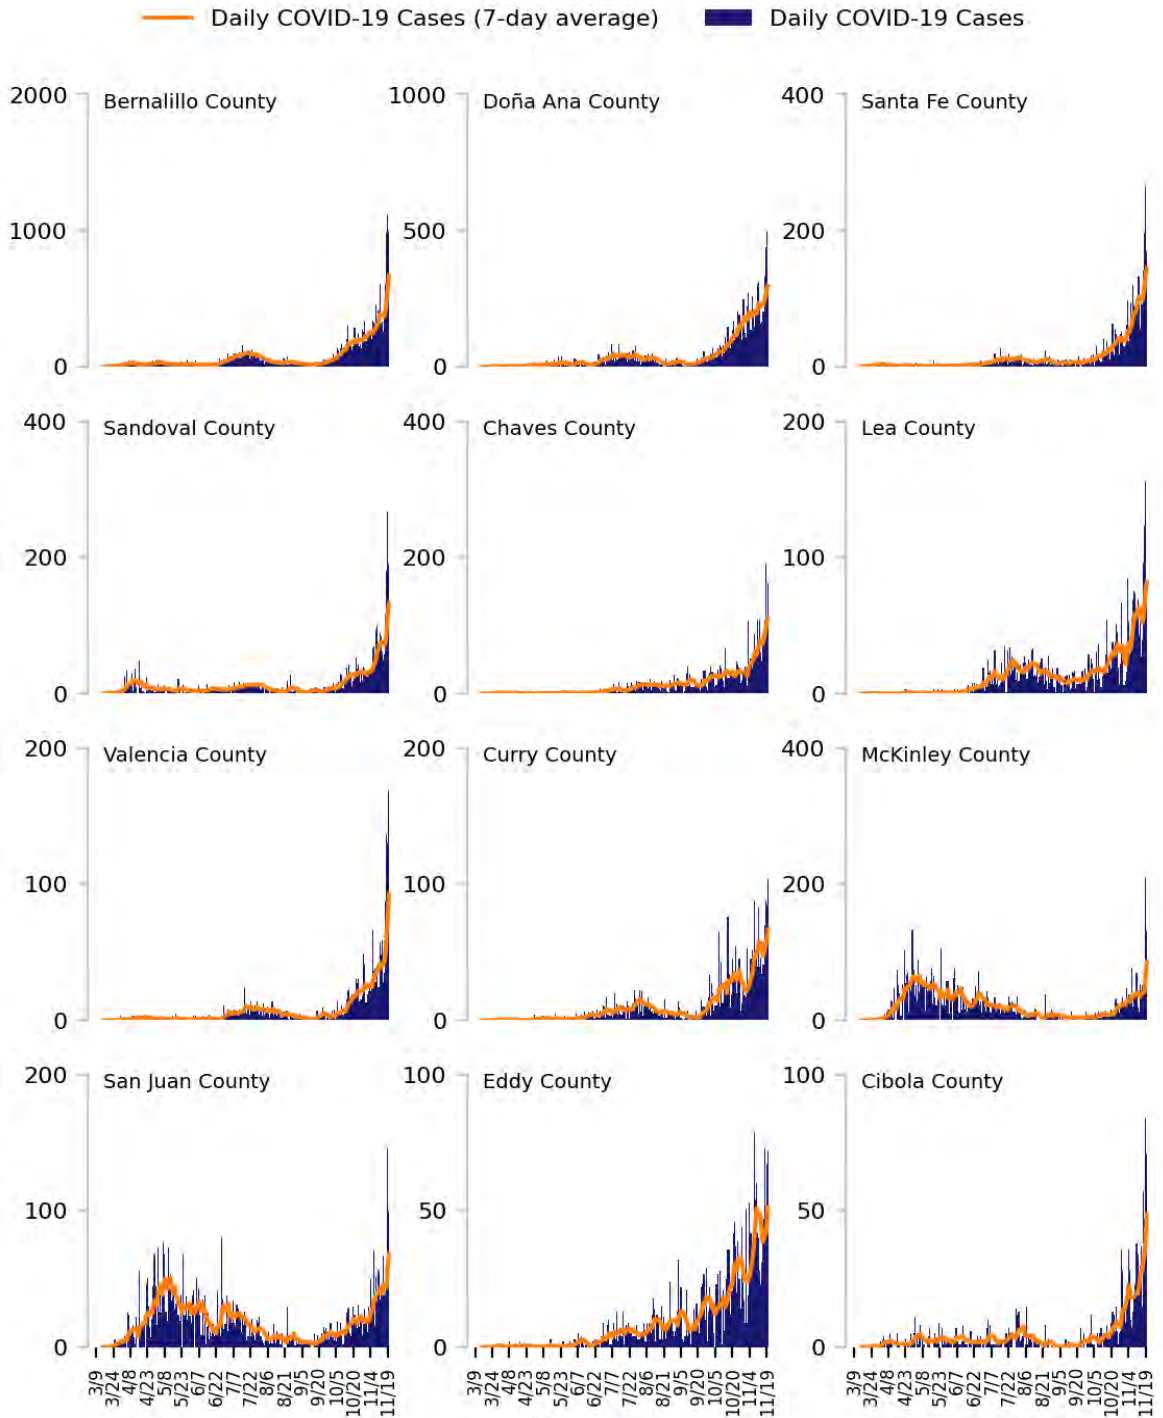 Daily COVID-19 Cases (7-day average) Daily COVID-19 Cases
2000 Bernalillo County 1000 Doña Ana County 400 Santa Fe County
1000 500 200
0 0 0
400 Sandoval County 400 Chaves County 200 Lea County
200 200 100
0 0 0
200 Valencia County 200 Curry County 400 McKinley County
100 100 200
0 0 0
200 San Juan County 100 Eddy County 100 Cibola County
100 50 50
0 0 0
3/9 3/24 4/8 4/23 5/8 5/23 6/7 6/22 7/7 7/22 8/6 8/21 9/5 9/20 10/5 10/20 11/4 11/19 3/9 3/24 4/8 4/23 5/8 5/23 6/7 6/22 7/7 7/22 8/6 8/21 9/5 9/20 10/5 10/20 11/4 11/19 3/9 3/24 4/8 4/23 5/8 5/23 6/7 6/22 7/7 7/22 8/6 8/21 9/5 9/20 10/5 10/20 11/4 11/19